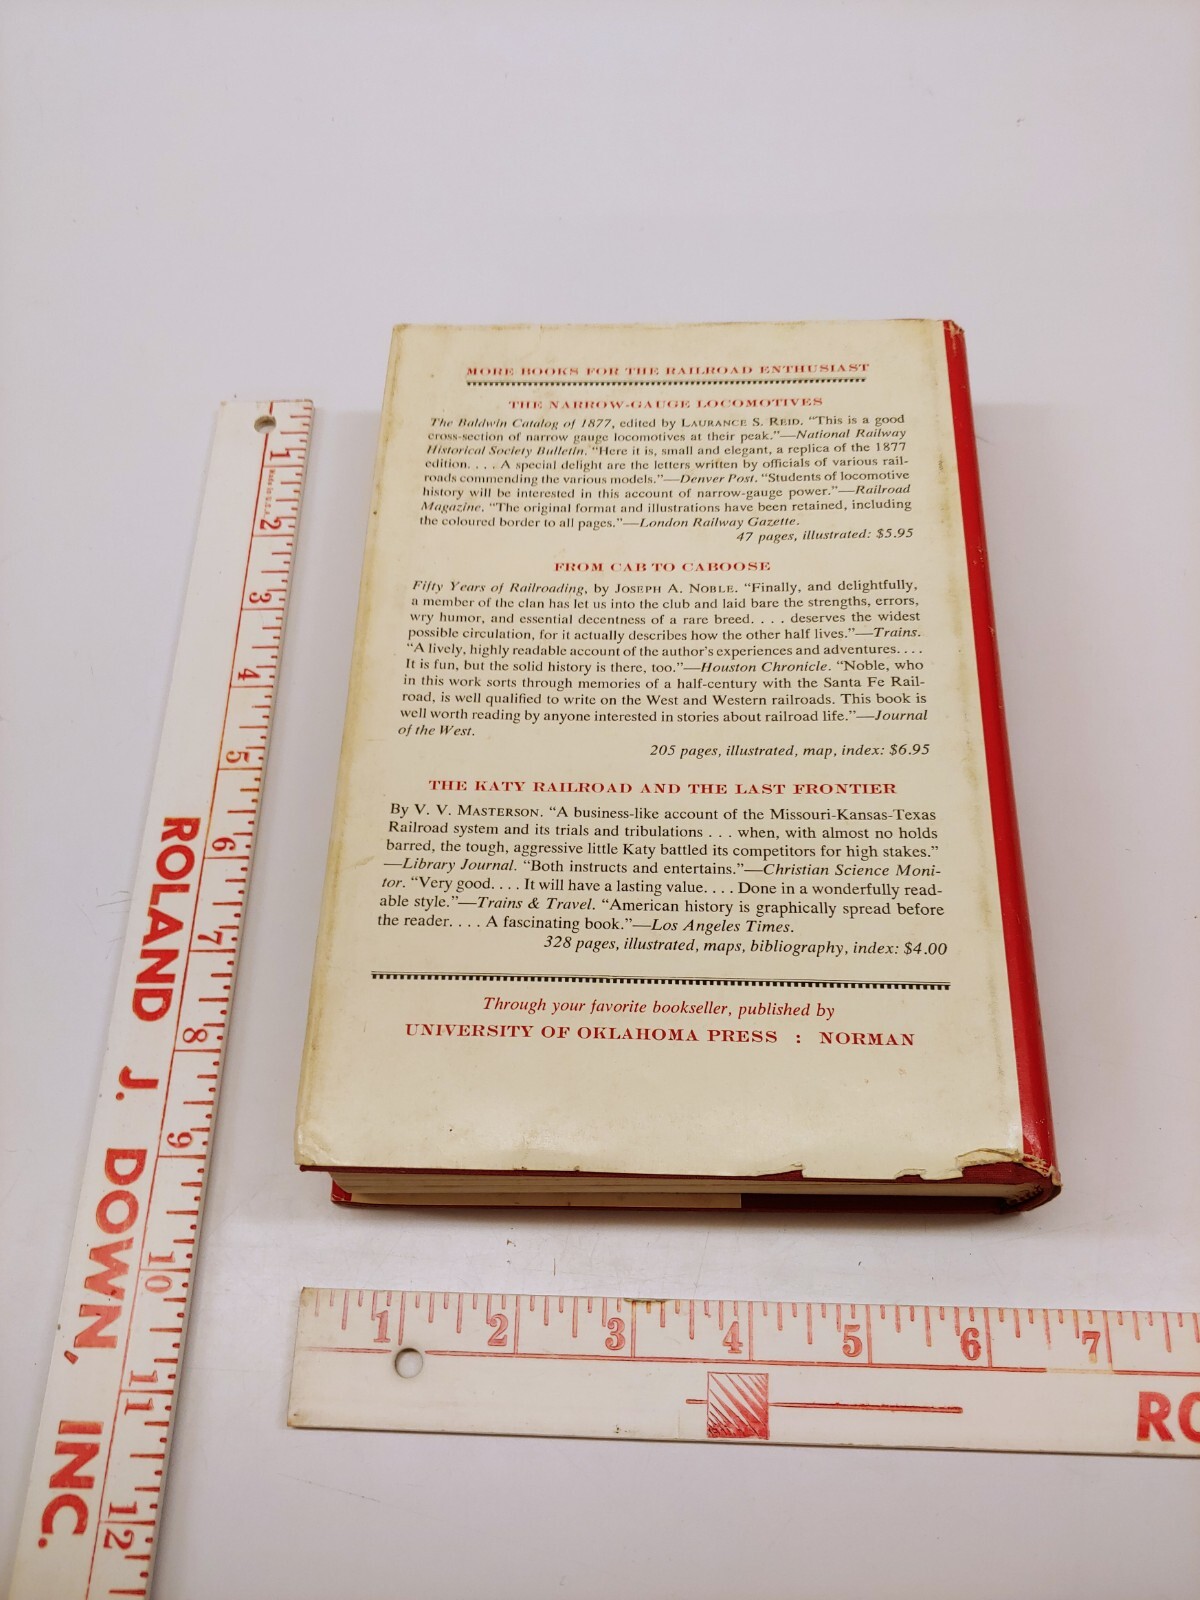 MORE BOOKS FOR THE RAILROAD ENTHUSIAST
THE NARROW-GAUGE LOCOMOTIVES
The Baldwin Catalog of 1877, edited by LAURANCE S. REID. “This is a good
cross-section of narrow gauge locomotives at their peak.”—National Railway
Historical Society Bulletin. “Here it is, small and elegant, a replica of the 1877
edition. . . . A special delight are the letters written by officials of various rail-
roads commending the various models.”—Denver Post. “Students of locomotive
history will be interested in this account of narrow-gauge power.”—Railroad
Magazine. “The original format and illustrations have been retained, including
the coloured border to all pages.”—London Railway Gazette.
47 pages, illustrated: $5.95
FROM CAB TO CABOOSE
Fifty Years of Railroading, by JOSEPH A. NOBLE. “Finally, and delightfully,
a member of the clan has let us into the club and laid bare the strengths, errors,
wry humor, and essential decentness of a rare breed. . . . deserves the widest
possible circulation, for it actually describes how the other half lives.”—Trains.
“A lively, highly readable account of the author's experiences and adventures. . . .
It is fun, but the solid history is there, too.”—Houston Chronicle. “Noble, who
in this work sorts through memories of a half-century with the Santa Fe Rail-
road, is well qualified to write on the West and Western railroads. This book is
well worth reading by anyone interested in stories about railroad life.”—Journal
of the West.
205 pages, illustrated, map, index: $6.95
THE KATY RAILROAD AND THE LAST FRONTIER
By V. V. MASTERSON. “A business-like account of the Missouri-Kansas-Texas
Railroad system and its trials and tribulations . . . when, with almost no holds
barred, the tough, aggressive little Katy battled its competitors for high stakes.”
—Library Journal. “Both instructs and entertains.”—Christian Science Moni-
tor. “Very good. . . . It will have a lasting value. . . . Done in a wonderfully read-
able style.”—Trains & Travel. “American history is graphically spread before
the reader. . . . A fascinating book.”—Los Angeles Times.
328 pages, illustrated, maps, bibliography, index: $4.00
Through your favorite bookseller, published by
UNIVERSITY OF OKLAHOMA PRESS : NORMAN
1 2 3 4 5 6 7 8 9 10 11 12
Made in U.S.A.
ROLAND J. DOWN, INC.
1 2 3 4 5 6 7
RO